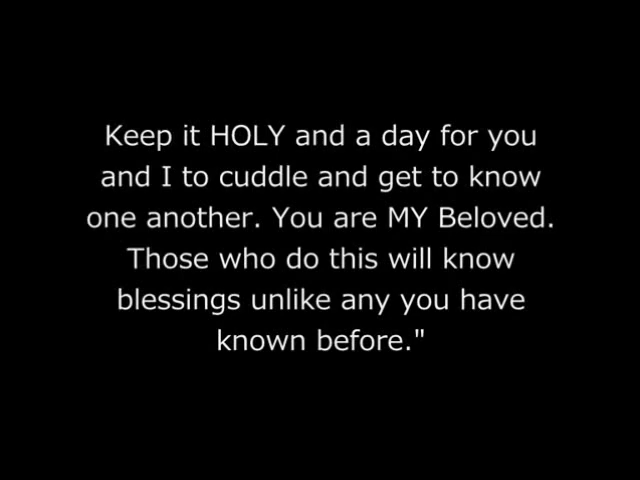 Keep it HOLY and a day for you
and I to cuddle and get to know
one another. You are MY Beloved.
Those who do this will know
blessings unlike any you have
known before."